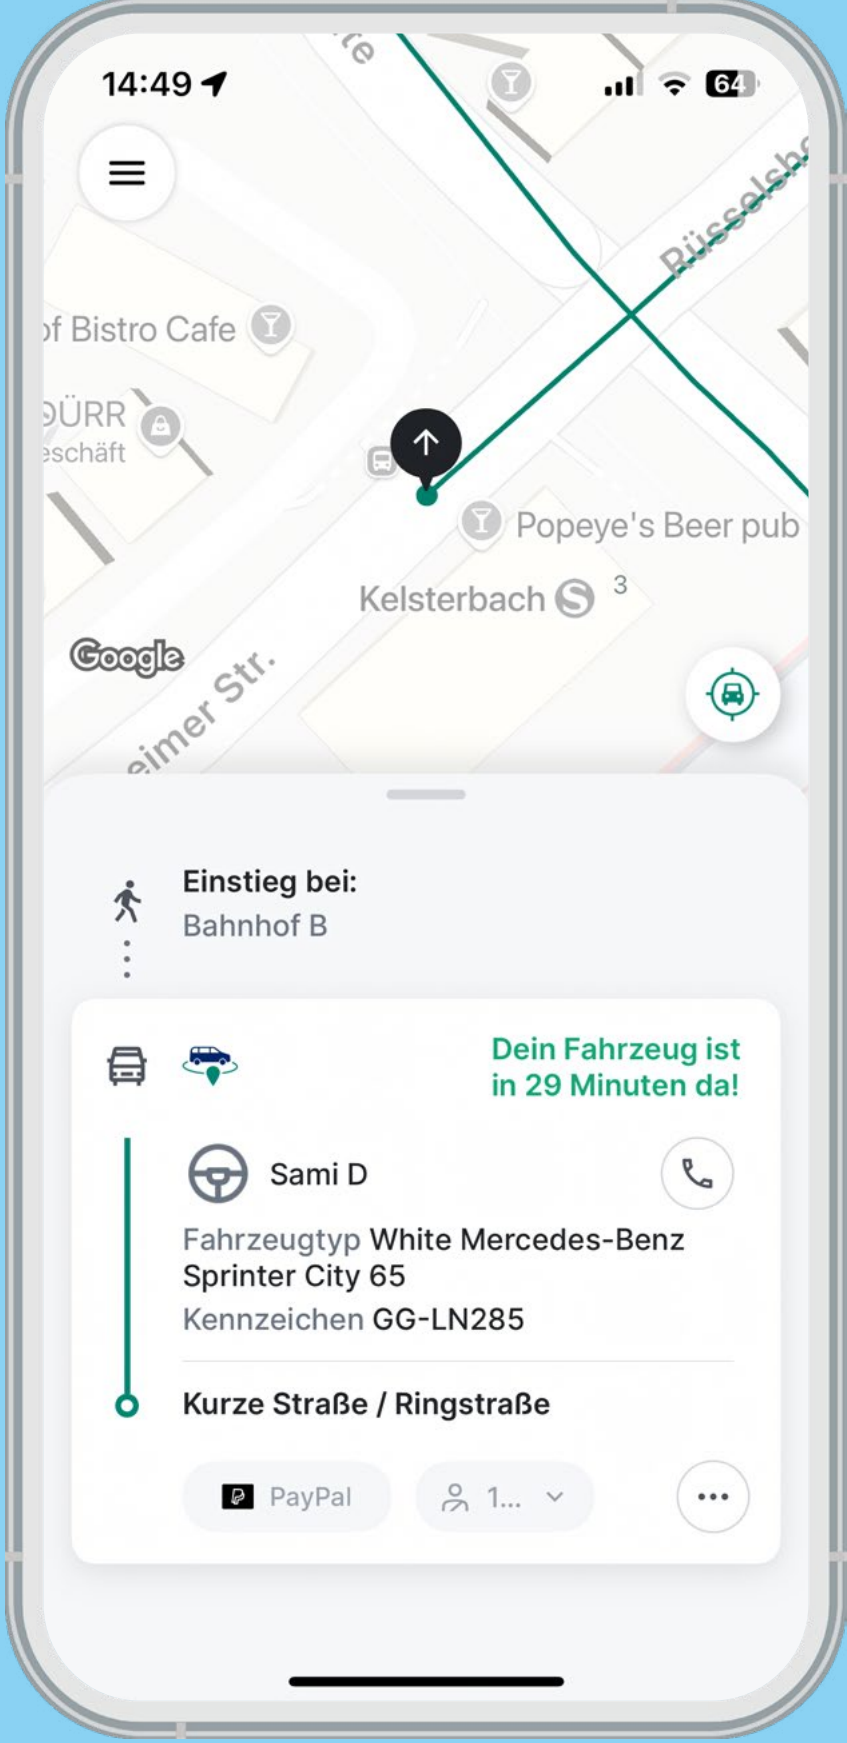 14:49
64
Rüsselshe
of Bistro Cafe
DÜRR
eschäft
Popeye's Beer pub
Kelsterbach S 3
Google
eimer Str.
Einstieg bei:
Bahnhof B
Dein Fahrzeug ist
in 29 Minuten da!
Sami D
Fahrzeugtyp White Mercedes-Benz
Sprinter City 65
Kennzeichen GG-LN285
Kurze Straße / Ringstraße
PayPal
1...